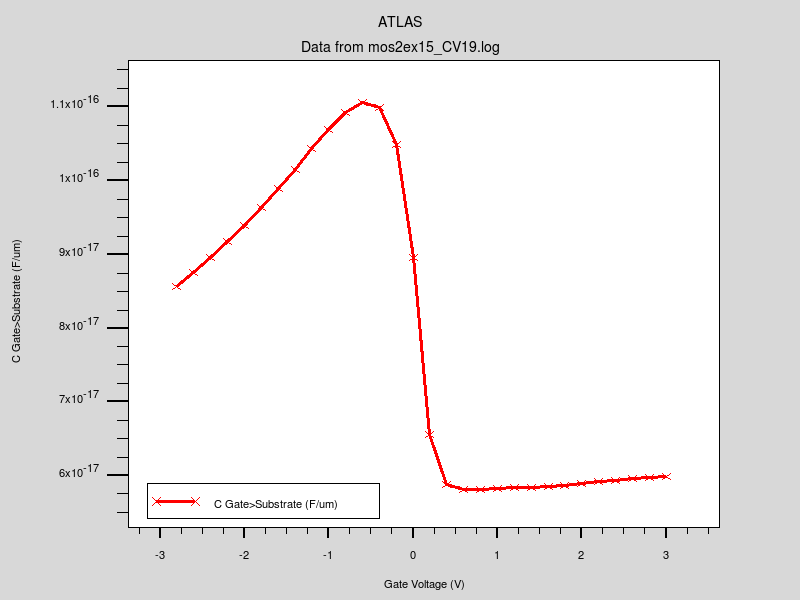 ATLAS
Data from mos2ex15_CV19.log
1.1x10-16
1x10-16
9x10-17
8x10-17
7x10-17
6x10-17
C Gate>Substrate (F/um)
C Gate>Substrate (F/um)
-3 -2 -1 0 1 2 3
Gate Voltage (V)